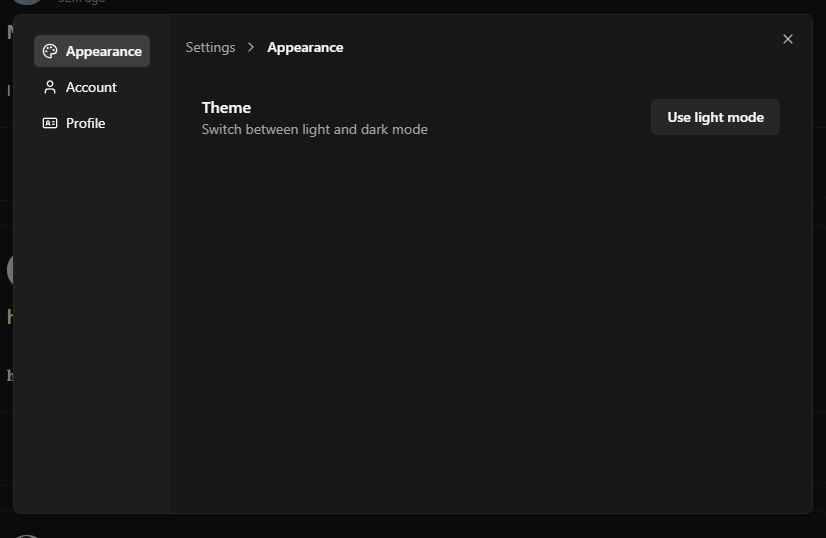 Appearance
Account
Profile
Settings > Appearance
Theme
Switch between light and dark mode
Use light mode